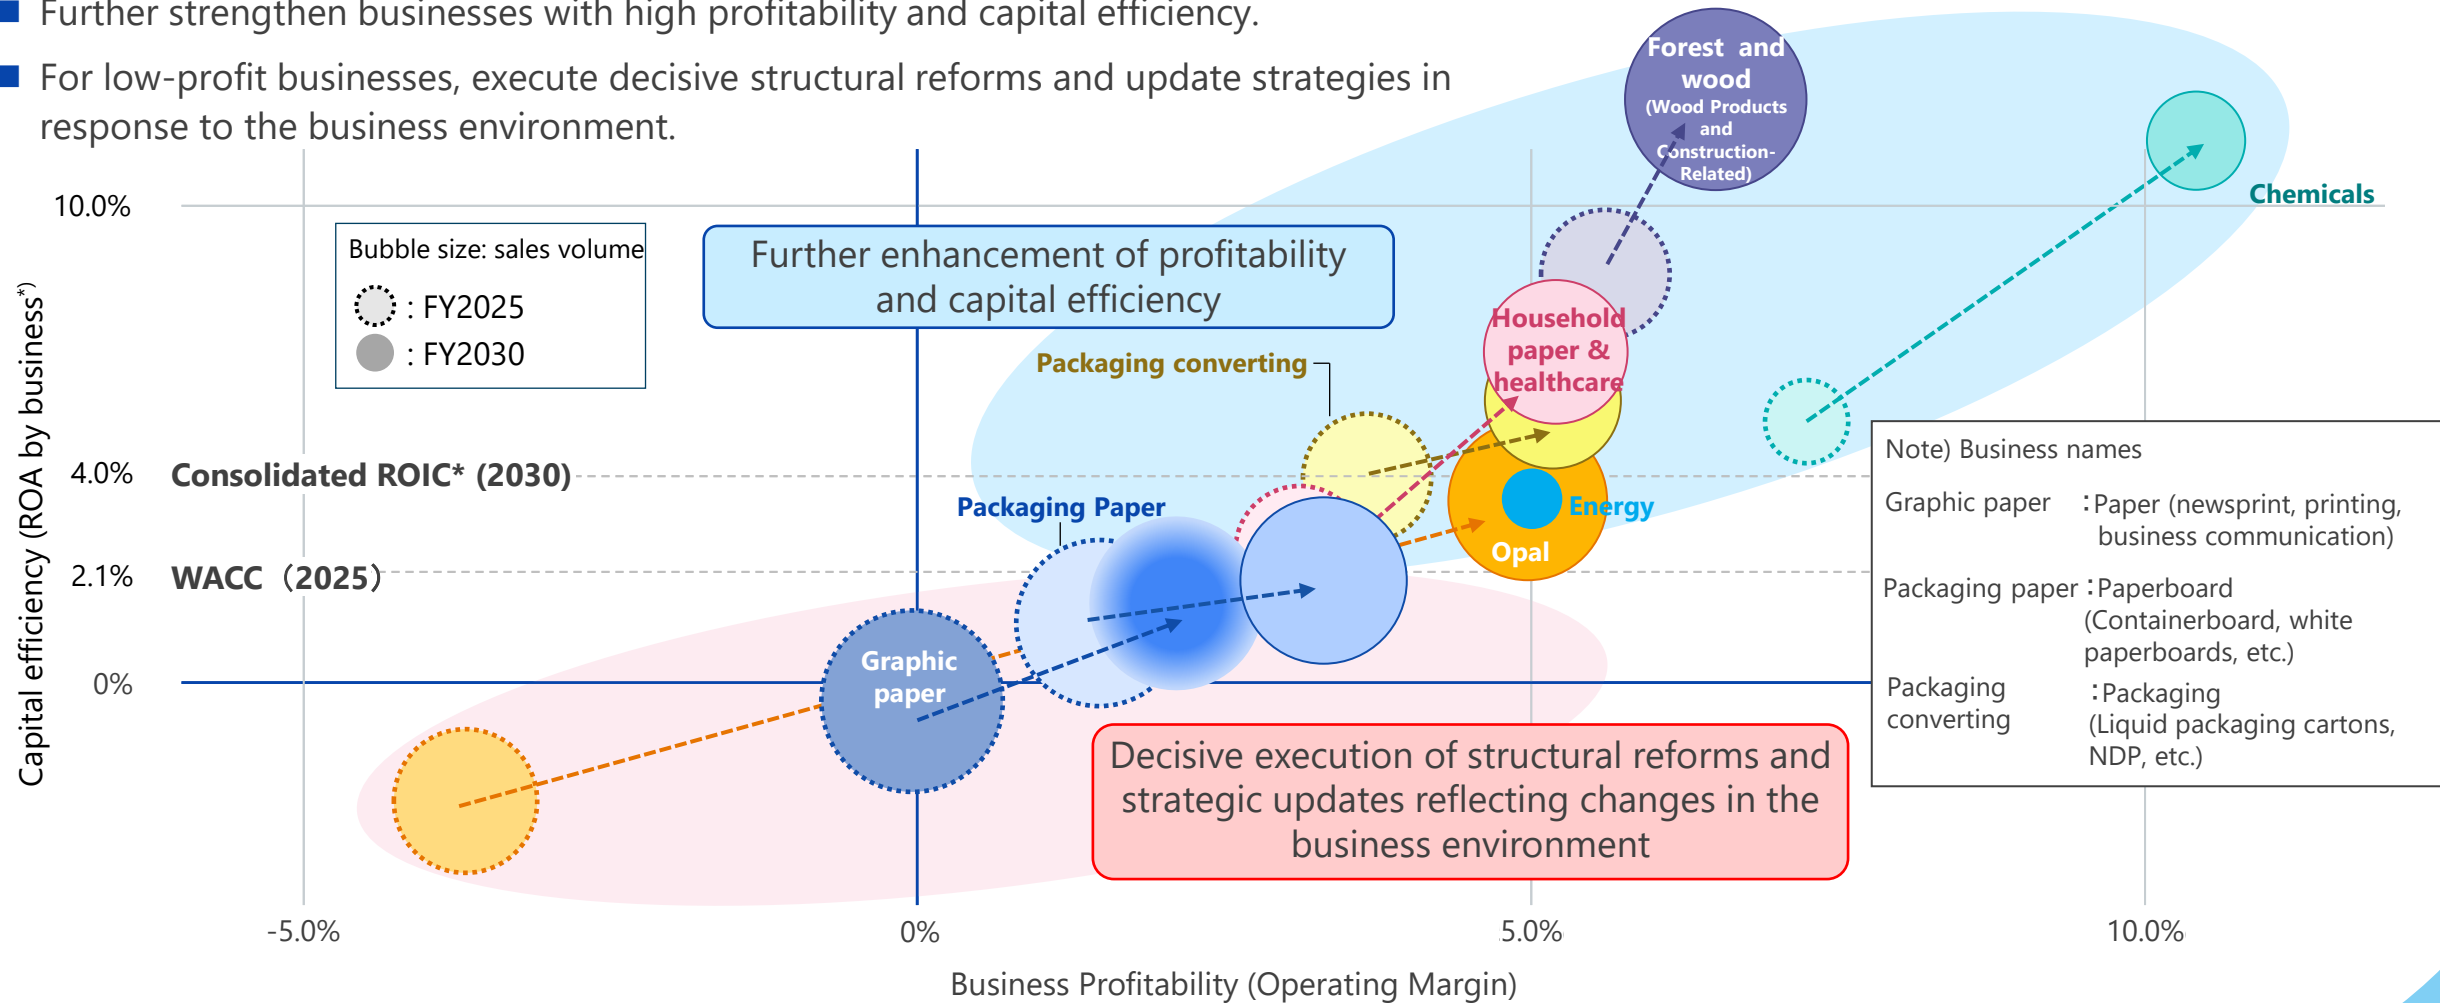 Further strengthen businesses with high profitability and capital efficiency.
For low-profit businesses, execute decisive structural reforms and update strategies in
response to the business environment.
Capital efficiency (ROA by business*)
10.0%
4.0%
2.1%
0%
Bubble size: sales volume
: FY2025
: FY2030
Consolidated ROIC* (2030)
WACC（2025）
Further enhancement of profitability
and capital efficiency
Packaging converting
Packaging Paper
Graphic
paper
Forest and
wood
(Wood Products
and
Construction-
Related)
Household
paper &
healthcare
Energy
Opal
Chemicals
Decisive execution of structural reforms and
strategic updates reflecting changes in the
business environment
Note) Business names
Graphic paper ：Paper (newsprint, printing,
business communication)
Packaging paper：Paperboard
(Containerboard, white
paperboards, etc.)
Packaging
converting
：Packaging
(Liquid packaging cartons,
NDP, etc.)
-5.0%
0%
5.0%
10.0%
Business Profitability (Operating Margin)